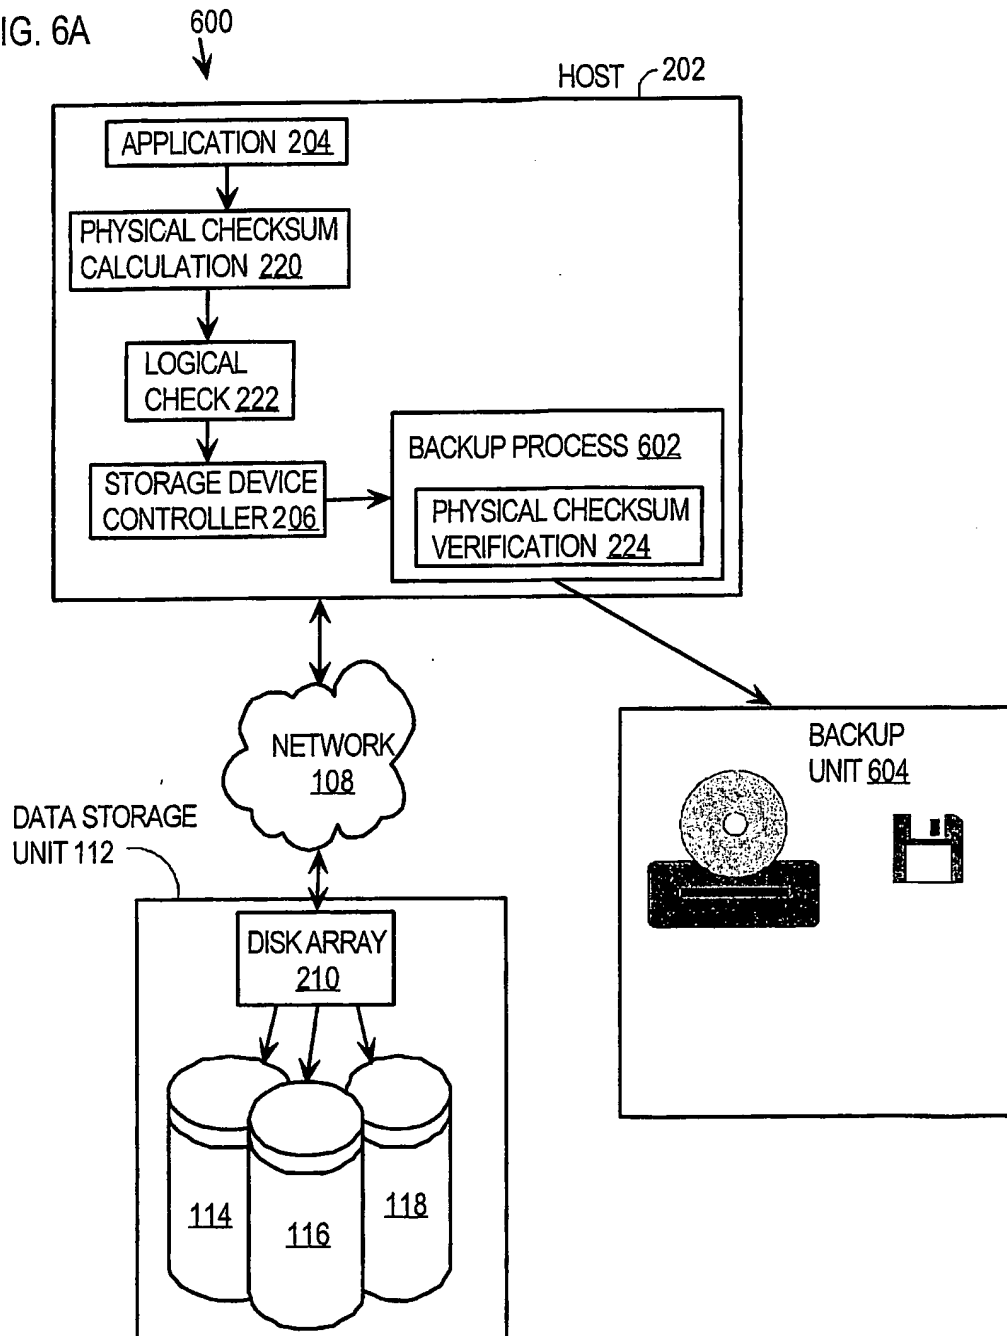 IG. 6A
600
HOST 202
APPLICATION 204
PHYSICAL CHECKSUM
CALCULATION 220
LOGICAL
CHECK 222
STORAGE DEVICE
CONTROLLER 206
BACKUP PROCESS 602
PHYSICAL CHECKSUM
VERIFICATION 224
NETWORK
108
BACKUP
UNIT 604
DATA STORAGE
UNIT 112
DISK ARRAY
210
114
116
118